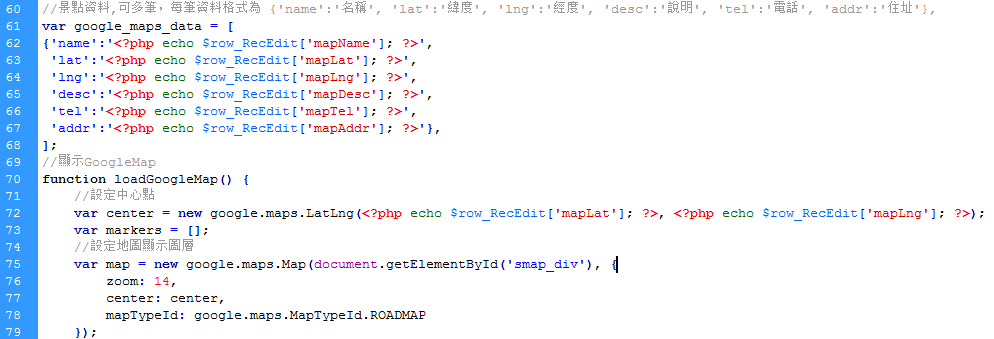 60 //景點資料,可多筆，每筆資料格式為 {'name':'名稱', 'lat':'緯度', 'lng':'經度', 'desc':'說明', 'tel':'電話', 'addr':'住址'},
61 var google_maps_data = [
62 {'name':'<?php echo $row_RecEdit['mapName']; ?>',
63  'lat':'<?php echo $row_RecEdit['mapLat']; ?>',
64  'lng':'<?php echo $row_RecEdit['mapLng']; ?>',
65  'desc':'<?php echo $row_RecEdit['mapDesc']; ?>',
66  'tel':'<?php echo $row_RecEdit['mapTel']; ?>',
67  'addr':'<?php echo $row_RecEdit['mapAddr']; ?>'},
68 ];
69 //顯示GoogleMap
70 function loadGoogleMap() {
71     //設定中心點
72     var center = new google.maps.LatLng(<?php echo $row_RecEdit['mapLat']; ?>, <?php echo $row_RecEdit['mapLng']; ?>);
73     var markers = [];
74     //設定地圖顯示圖層
75     var map = new google.maps.Map(document.getElementById('smap_div'), {
76         zoom: 14,
77         center: center,
78         mapTypeId: google.maps.MapTypeId.ROADMAP
79     });